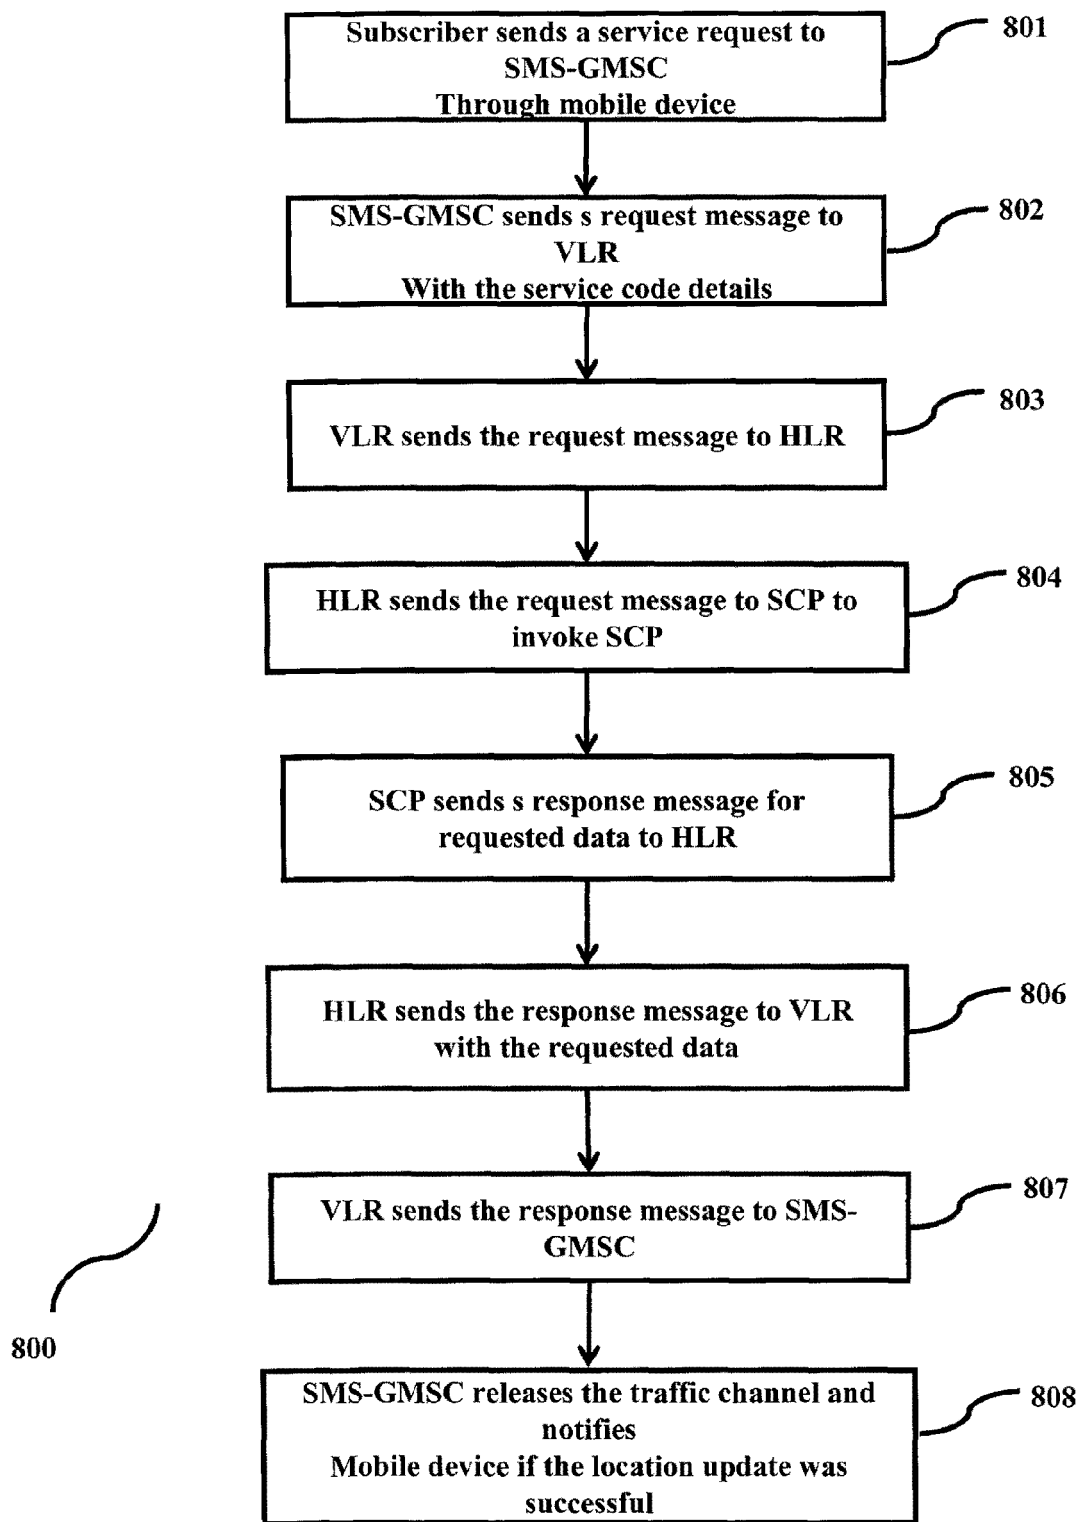 Subscriber sends a service request to
SMS-GMSC
Through mobile device
801
SMS-GMSC sends s request message to
VLR
With the service code details
802
VLR sends the request message to HLR
803
HLR sends the request message to SCP to
invoke SCP
804
SCP sends s response message for
requested data to HLR
805
HLR sends the response message to VLR
with the requested data
806
VLR sends the response message to SMS-
GMSC
807
800
SMS-GMSC releases the traffic channel and
notifies
Mobile device if the location update was
successful
808